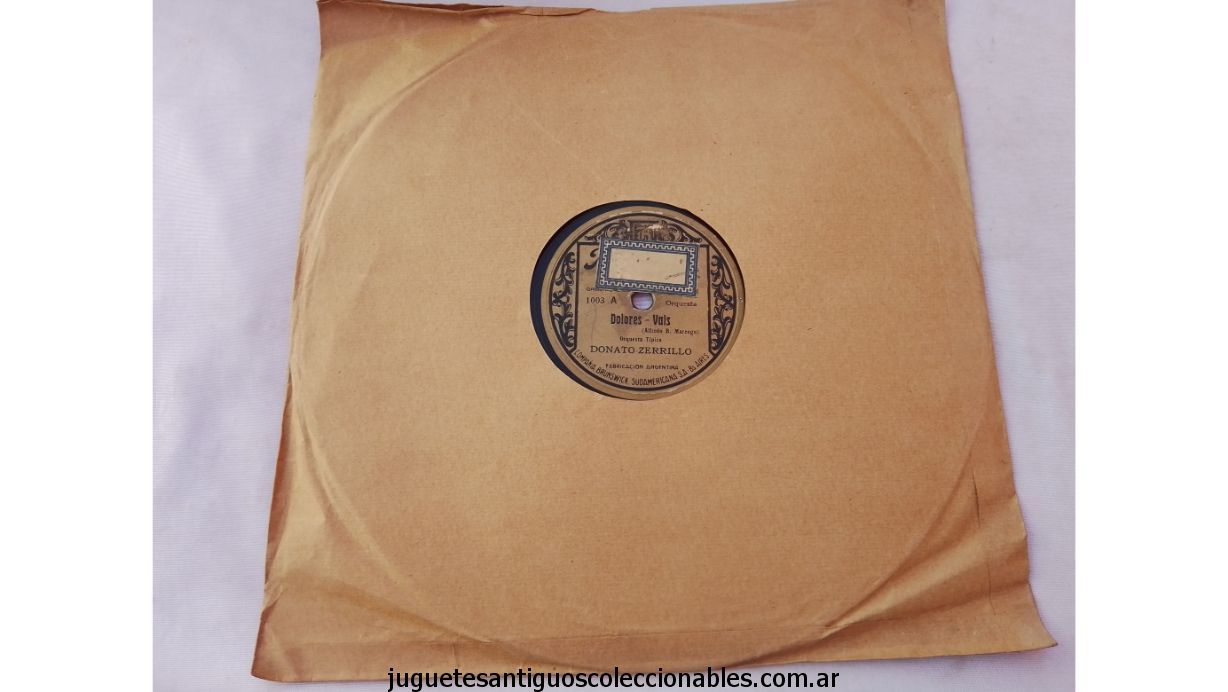 1003 A Orquesta
Dolores - Vals
(Alfredo R. Marengo)
Orquesta Típica
DONATO ZERRILLO
FABRICACIÓN ARGENTINA
COMPAÑIA BRUNSWICK SUDAMERICANA S.A. Bs. AIRES
juguetesantiguoscoleccionables.com.ar